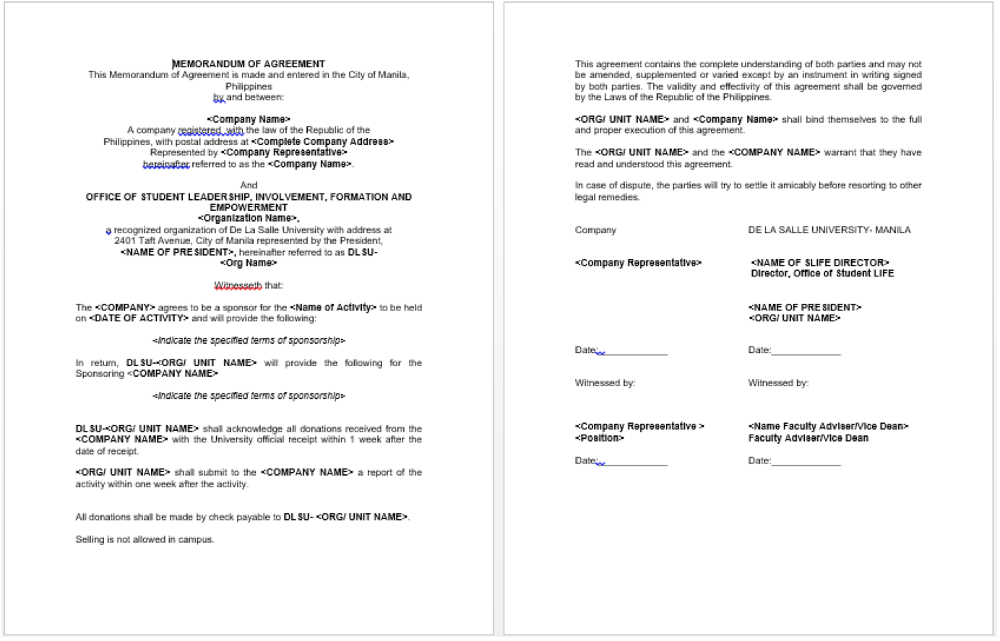 MEMORANDUM OF AGREEMENT
This Memorandum of Agreement is made and entered in the City of Manila,
Philippines
by and between:
<Company Name>
A company registered with the law of the Republic of the
Philippines, with postal address at <Complete Company Address>
Represented by <Company Representative>
hereinafter referred to as the <Company Name>.
And
OFFICE OF STUDENT LEADERSHIP, INVOLVEMENT, FORMATION AND
EMPOWERMENT
<Organization Name>,
a recognized organization of De La Salle University with address at
2401 Taft Avenue, City of Manila represented by the President,
<NAME OF PRESIDENT>, hereinafter referred to as DLSU-
<Org Name>
Witnesseth that:
The <COMPANY> agrees to be a sponsor for the <Name of Activity> to be held
on <DATE OF ACTIVITY> and will provide the following:
<Indicate the specified terms of sponsorship>
In return, DLSU-<ORG/ UNIT NAME> will provide the following for the
Sponsoring <COMPANY NAME>
<Indicate the specified terms of sponsorship>
DLSU-<ORG/ UNIT NAME> shall acknowledge all donations received from the
<COMPANY NAME> with the University official receipt within 1 week after the
date of receipt.
<ORG/ UNIT NAME> shall submit to the <COMPANY NAME> a report of the
activity within one week after the activity.
All donations shall be made by check payable to DLSU- <ORG/ UNIT NAME>.
Selling is not allowed in campus.
This agreement contains the complete understanding of both parties and may not
be amended, supplemented or varied except by an instrument in writing signed
by both parties. The validity and effectivity of this agreement shall be governed
by the Laws of the Republic of the Philippines.
<ORG/ UNIT NAME> and <Company Name> shall bind themselves to the full
and proper execution of this agreement.
The <ORG/ UNIT NAME> and the <COMPANY NAME> warrant that they have
read and understood this agreement.
In case of dispute, the parties will try to settle it amicably before resorting to other
legal remedies.
Company DE LA SALLE UNIVERSITY- MANILA
<Company Representative> <NAME OF SLIFE DIRECTOR>
Director, Office of Student LIFE
<NAME OF PRESIDENT>
<ORG/ UNIT NAME>
Date:_____________ Date:_____________
Witnessed by: Witnessed by:
<Company Representative > <Name Faculty Adviser/Vice Dean>
<Position> Faculty Adviser/Vice Dean
Date:_____________ Date:_____________